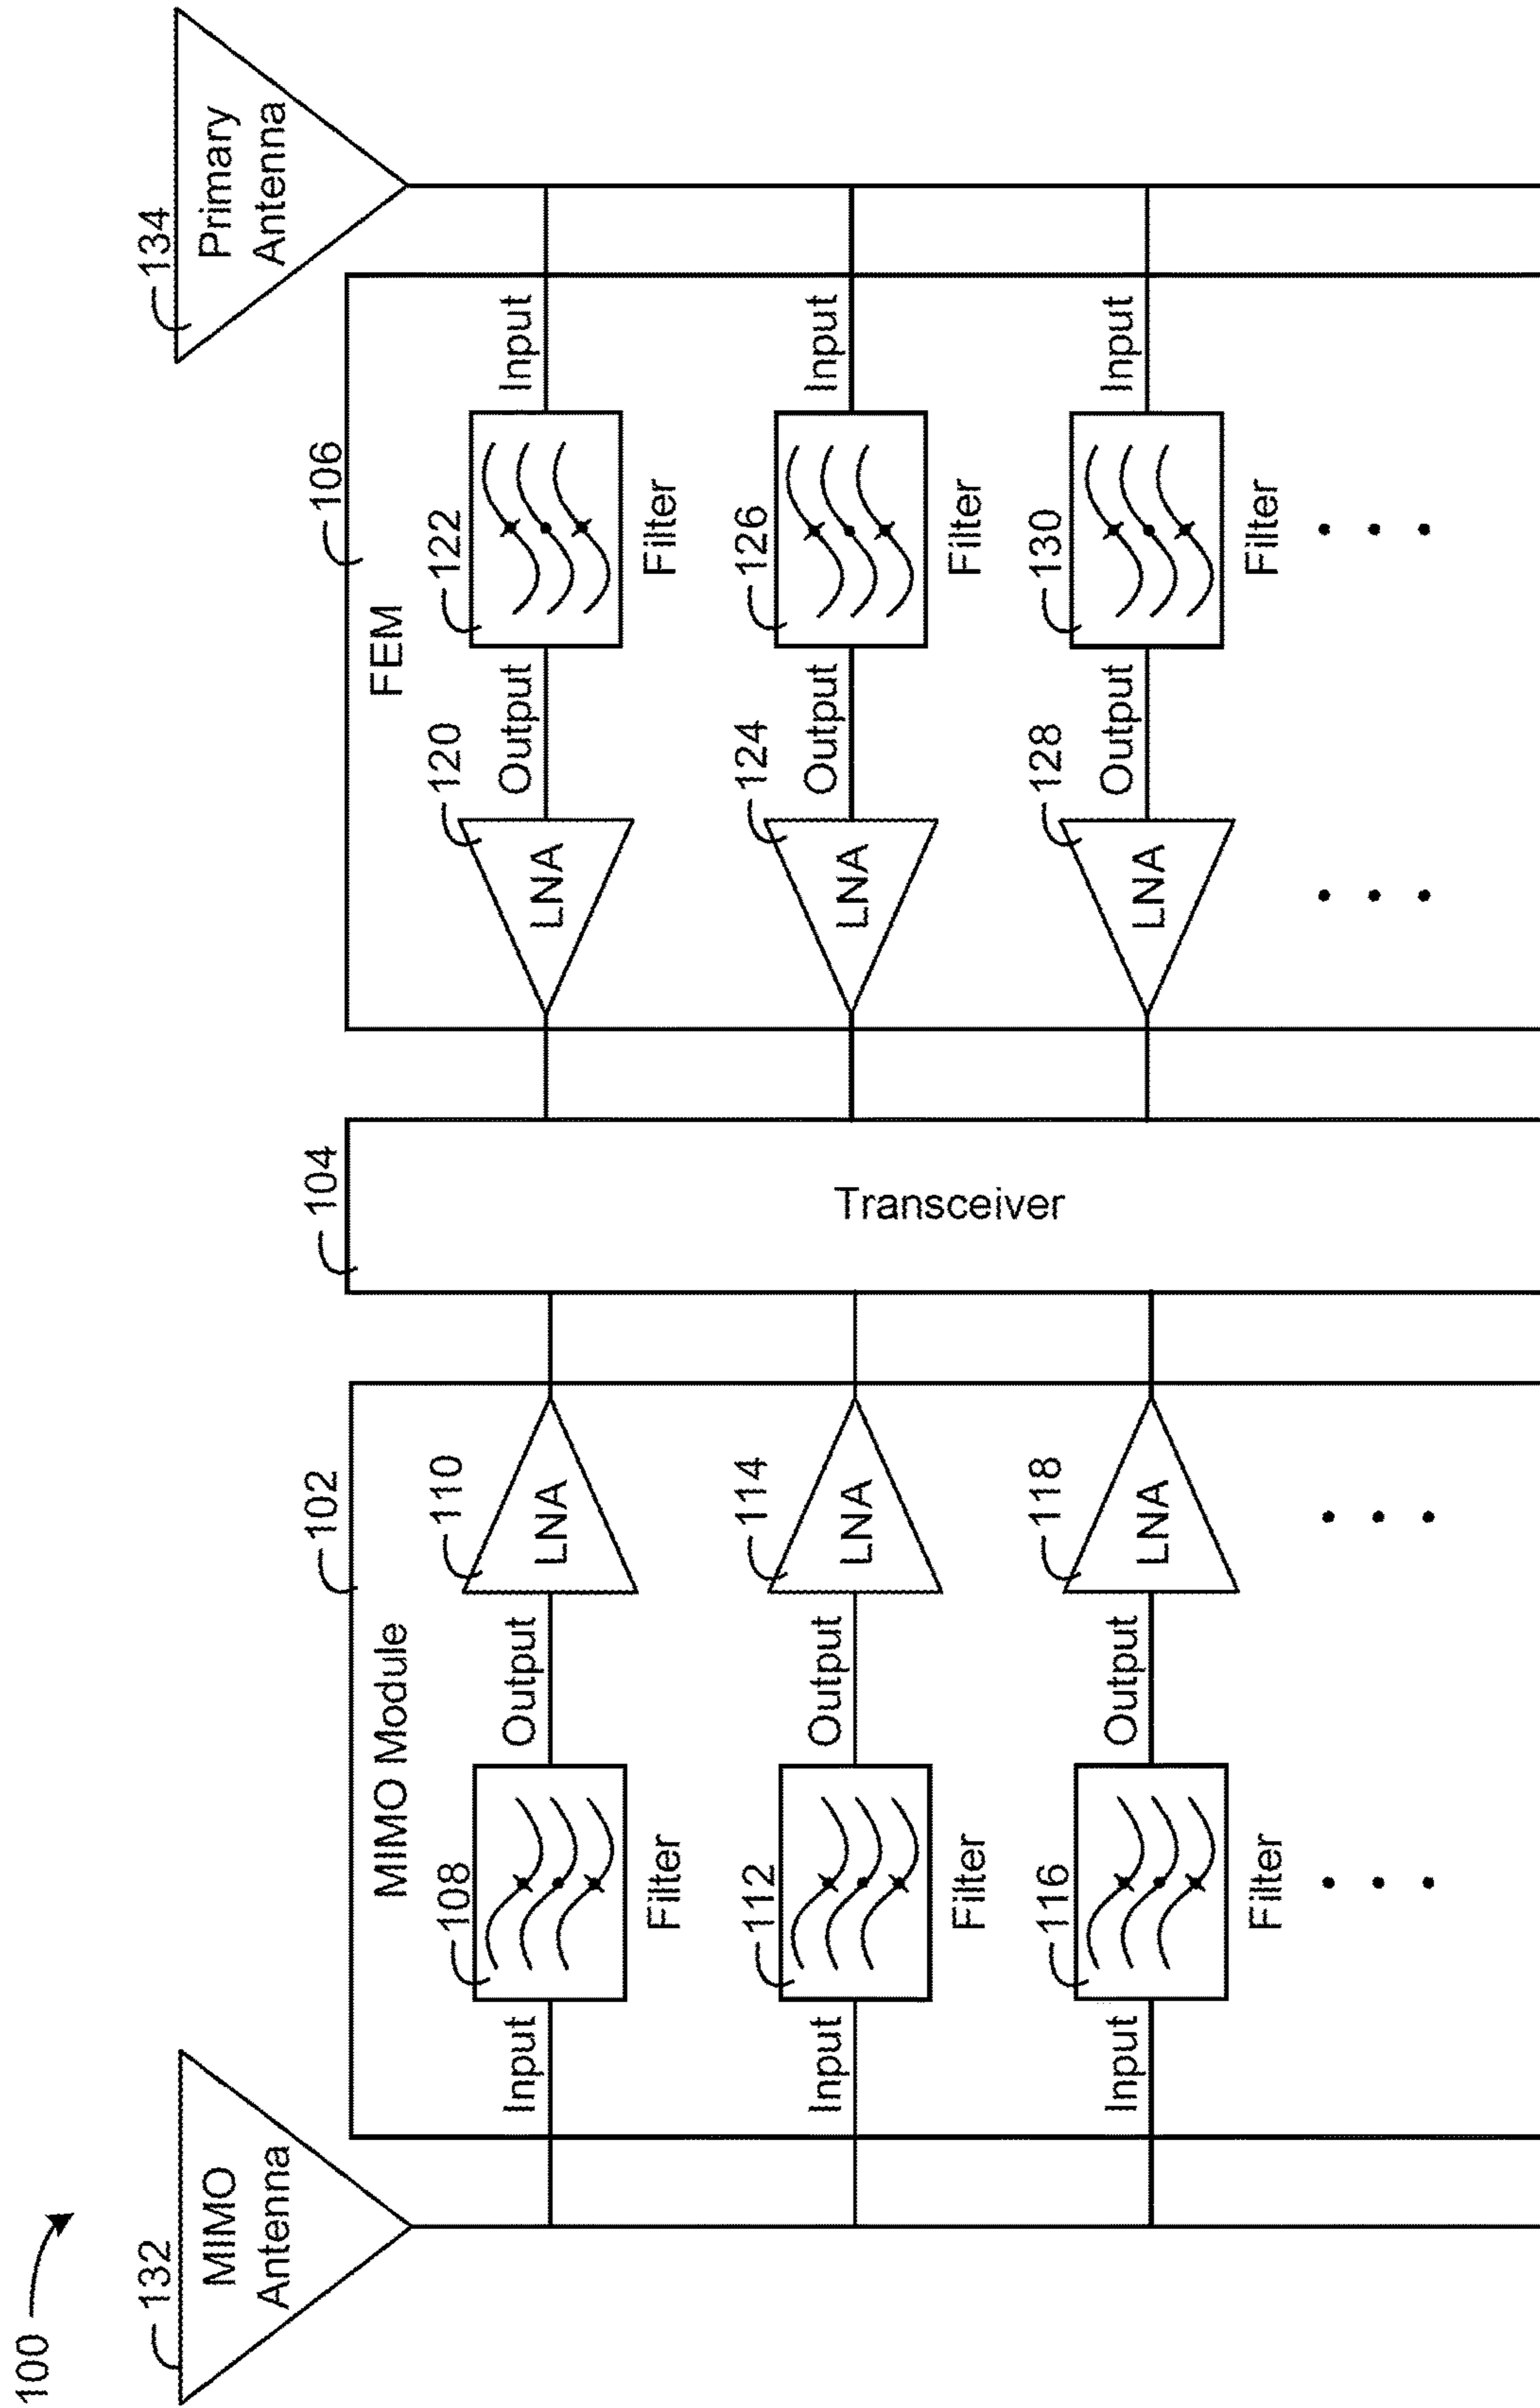 100
132
MIMO
Antenna
134
Primary
Antenna
102
MIMO Module
104
Transceiver
106
FEM
108
Input
Filter
Output
110
LNA
120
LNA
Output
122
Filter
Input
112
Input
Filter
Output
114
LNA
124
LNA
Output
126
Filter
Input
116
Input
Filter
Output
118
LNA
128
LNA
Output
130
Filter
Input